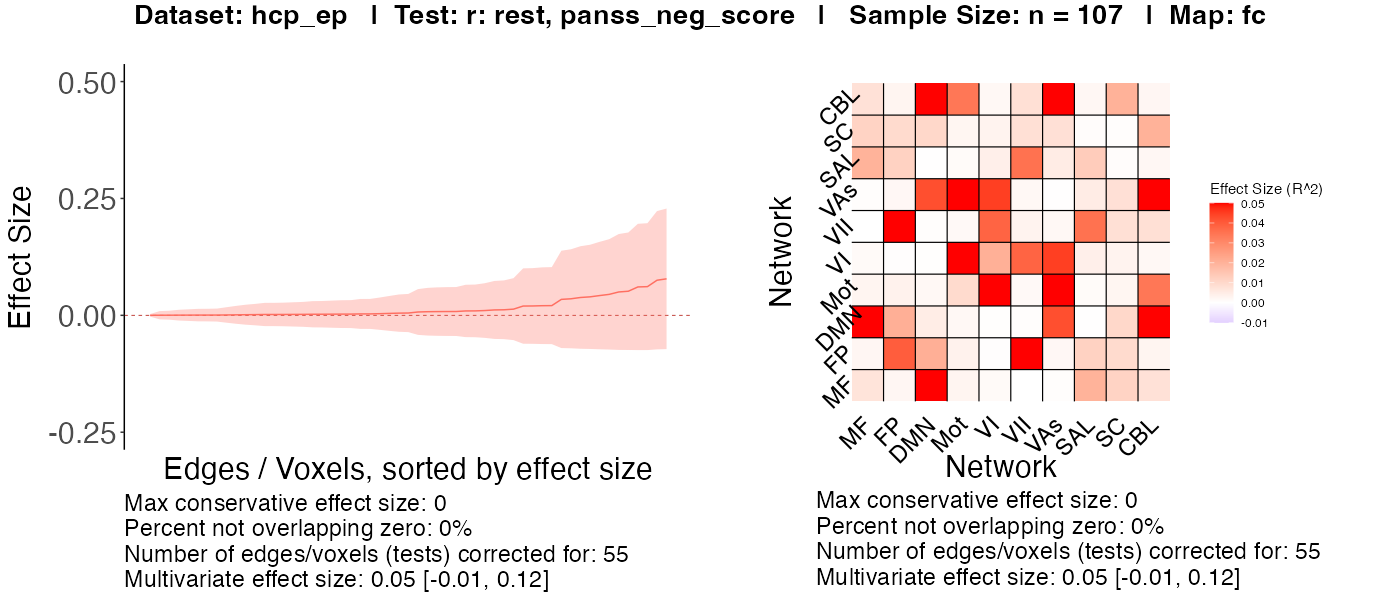 Dataset: hcp_ep | Test: r: rest, panss_neg_score | Sample Size: n = 107 | Map: fc
0.50
0.25
0.00
-0.25
Effect Size
Edges / Voxels, sorted by effect size
Max conservative effect size: 0
Percent not overlapping zero: 0%
Number of edges/voxels (tests) corrected for: 55
Multivariate effect size: 0.05 [-0.01, 0.12]
Network
CBL
SC
SAL
VAs
VII
VI
Mot
DMN
FP
MF
MF FP DMN Mot VI VII VAs SAL SC CBL
Network
Effect Size (R^2)
0.05
0.04
0.03
0.02
0.01
0.00
-0.01
Max conservative effect size: 0
Percent not overlapping zero: 0%
Number of edges/voxels (tests) corrected for: 55
Multivariate effect size: 0.05 [-0.01, 0.12]